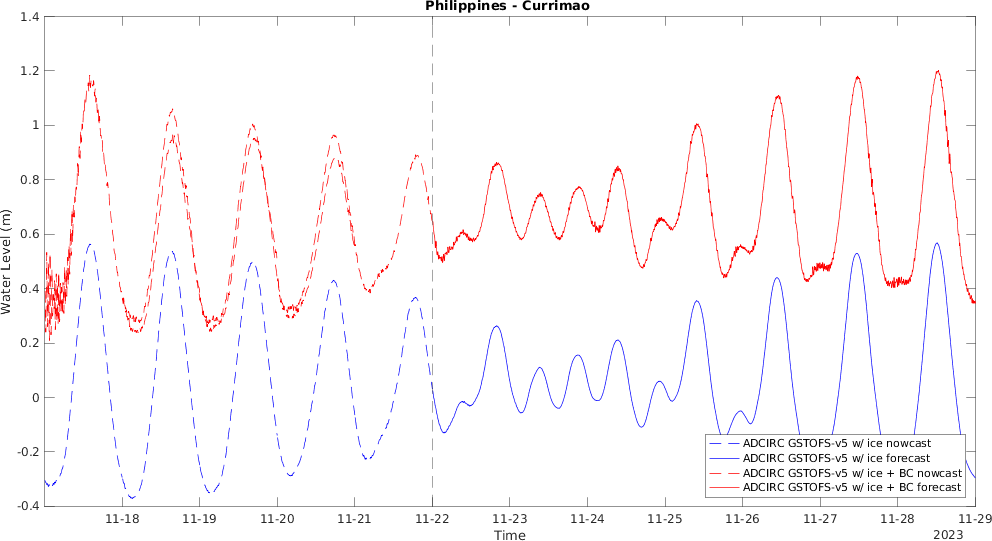 Philippines - Currimao
1.4
1.2
1
0.8
0.6
0.4
0.2
0
-0.2
-0.4
Water Level (m)
ADCIRC GSTOFS-v5 w/ ice nowcast
ADCIRC GSTOFS-v5 w/ ice forecast
ADCIRC GSTOFS-v5 w/ ice + BC nowcast
ADCIRC GSTOFS-v5 w/ ice + BC forecast
11-18 11-19 11-20 11-21 11-22 11-23 11-24 11-25 11-26 11-27 11-28 11-29
Time
2023